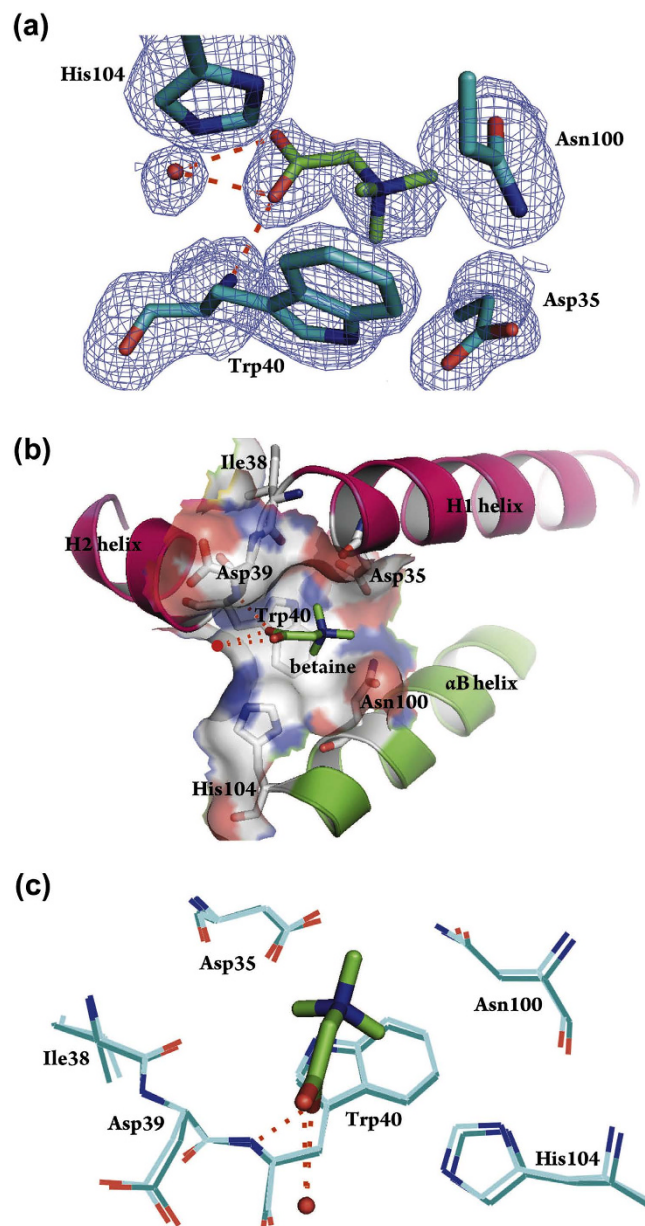 (a)
His104
Asn100
Asp35
Trp40
(b)
Ile38
H2 helix
H1 helix
Asp39
Asp35
Trp40
betaine
αB helix
Asn100
His104
(c)
Asp35
Asn100
Ile38
Asp39
Trp40
His104